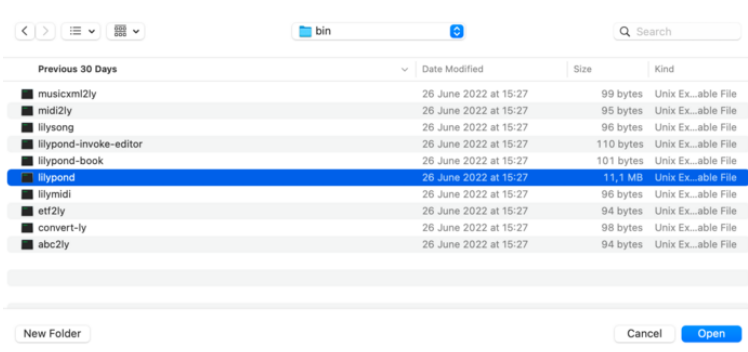 bin
Search
Previous 30 Days Date Modified Size Kind
musicxml2ly 26 June 2022 at 15:27 99 bytes Unix Ex...able File
midi2ly 26 June 2022 at 15:27 95 bytes Unix Ex...able File
lilysong 26 June 2022 at 15:27 96 bytes Unix Ex...able File
lilypond-invoke-editor 26 June 2022 at 15:27 110 bytes Unix Ex...able File
lilypond-book 26 June 2022 at 15:27 101 bytes Unix Ex...able File
lilypond 26 June 2022 at 15:27 11,1 MB Unix Ex...able File
lilymidi 26 June 2022 at 15:27 96 bytes Unix Ex...able File
etf2ly 26 June 2022 at 15:27 94 bytes Unix Ex...able File
convert-ly 26 June 2022 at 15:27 98 bytes Unix Ex...able File
abc2ly 26 June 2022 at 15:27 94 bytes Unix Ex...able File
New Folder Cancel Open